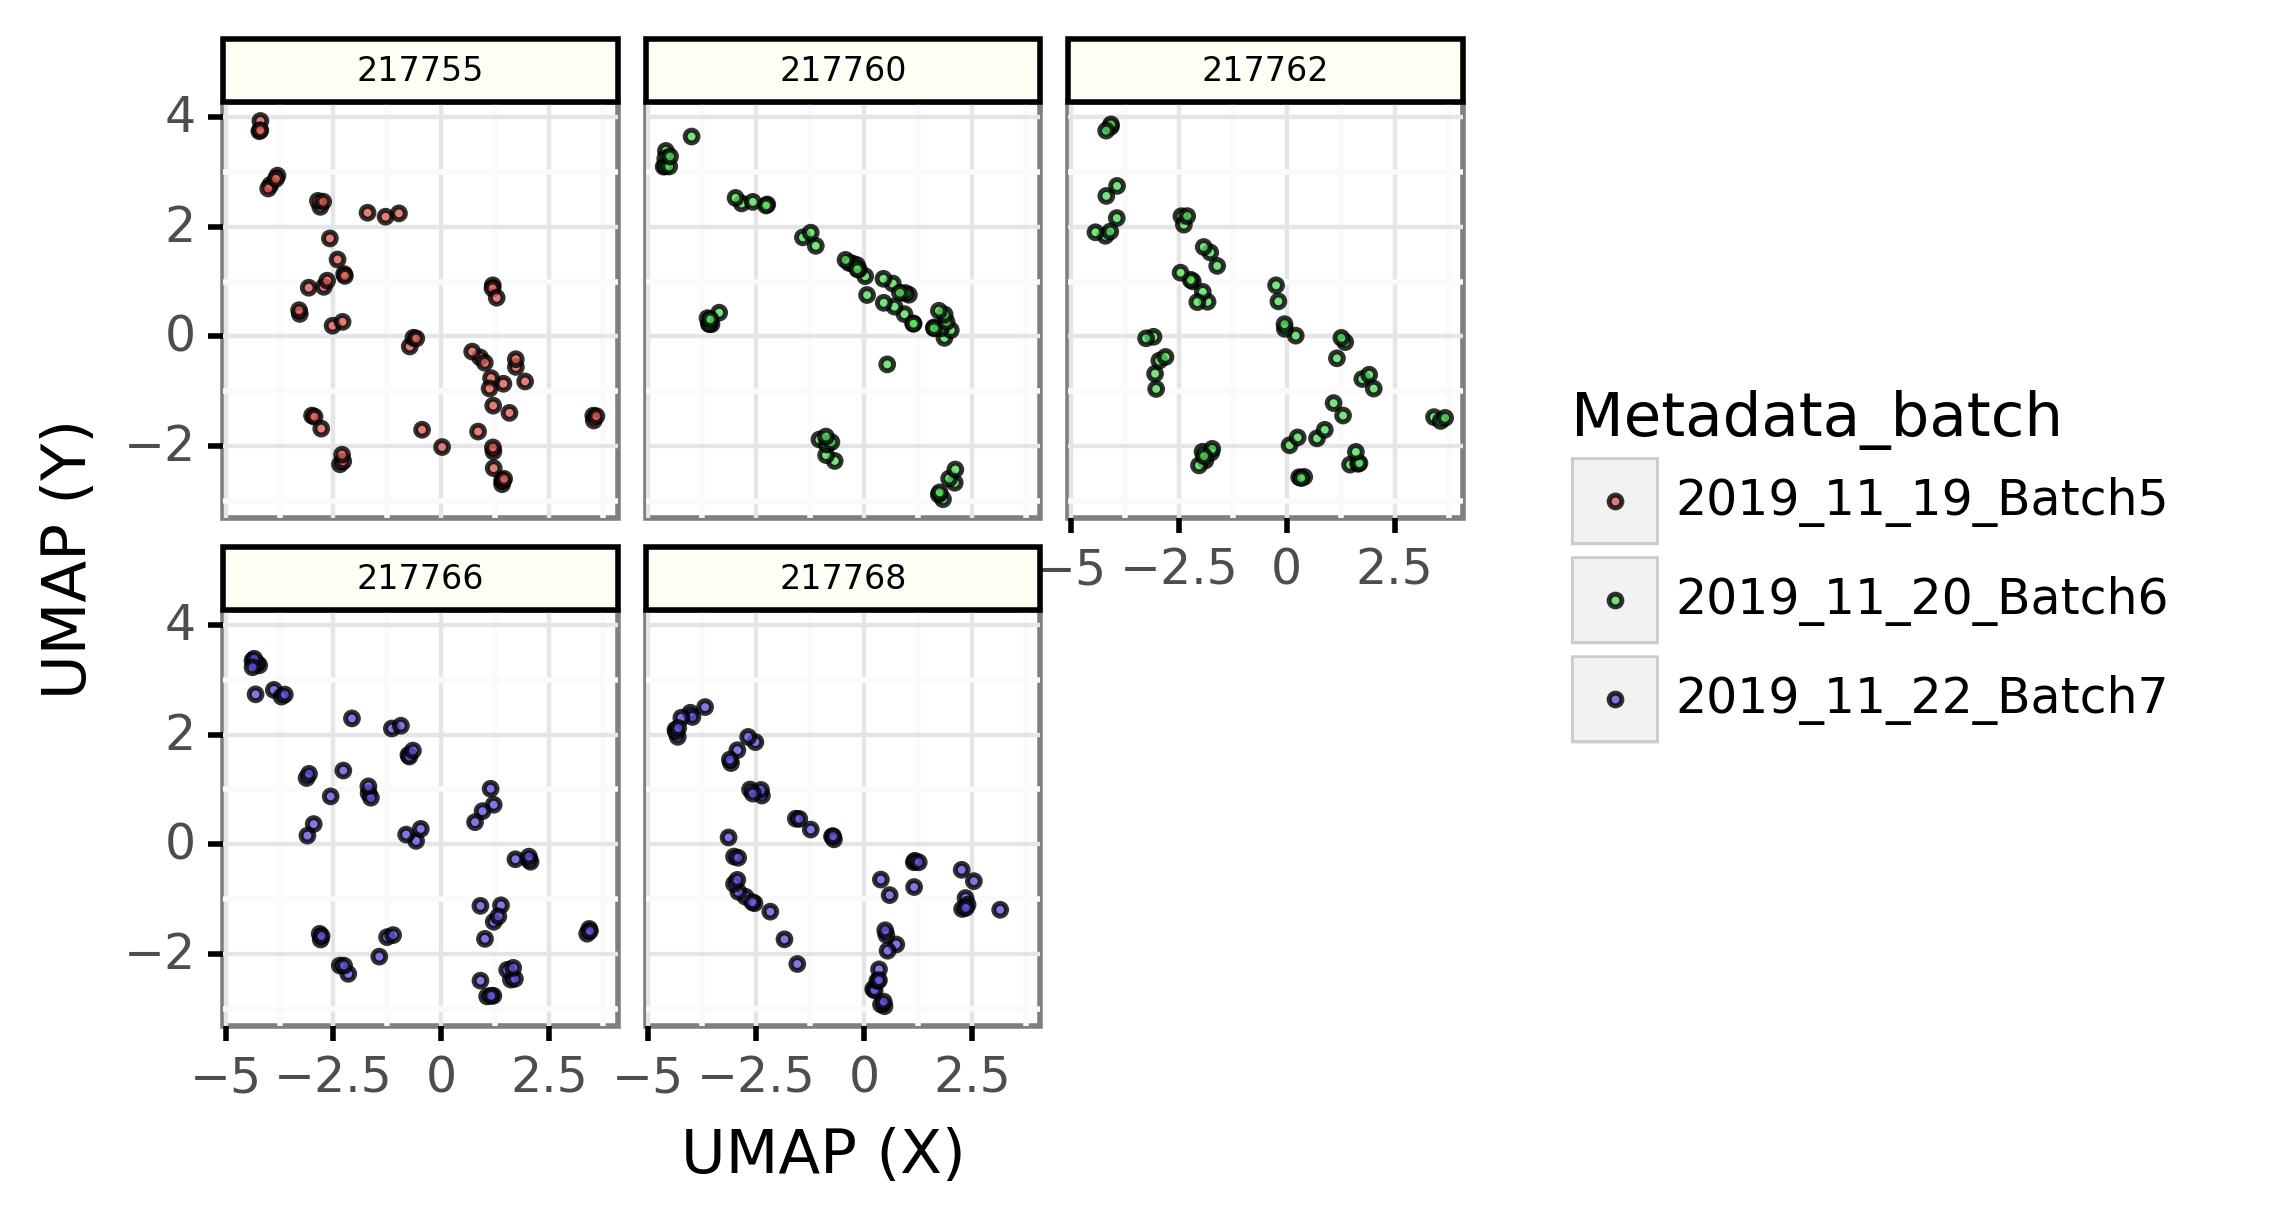 217755
217760
217762
4
2
0
−2
−5 −2.5 0 2.5
217766
217768
4
2
0
−2
−5 −2.5 0 2.5
−5 −2.5 0 2.5
UMAP (X)
UMAP (Y)
Metadata_batch
2019_11_19_Batch5
2019_11_20_Batch6
2019_11_22_Batch7